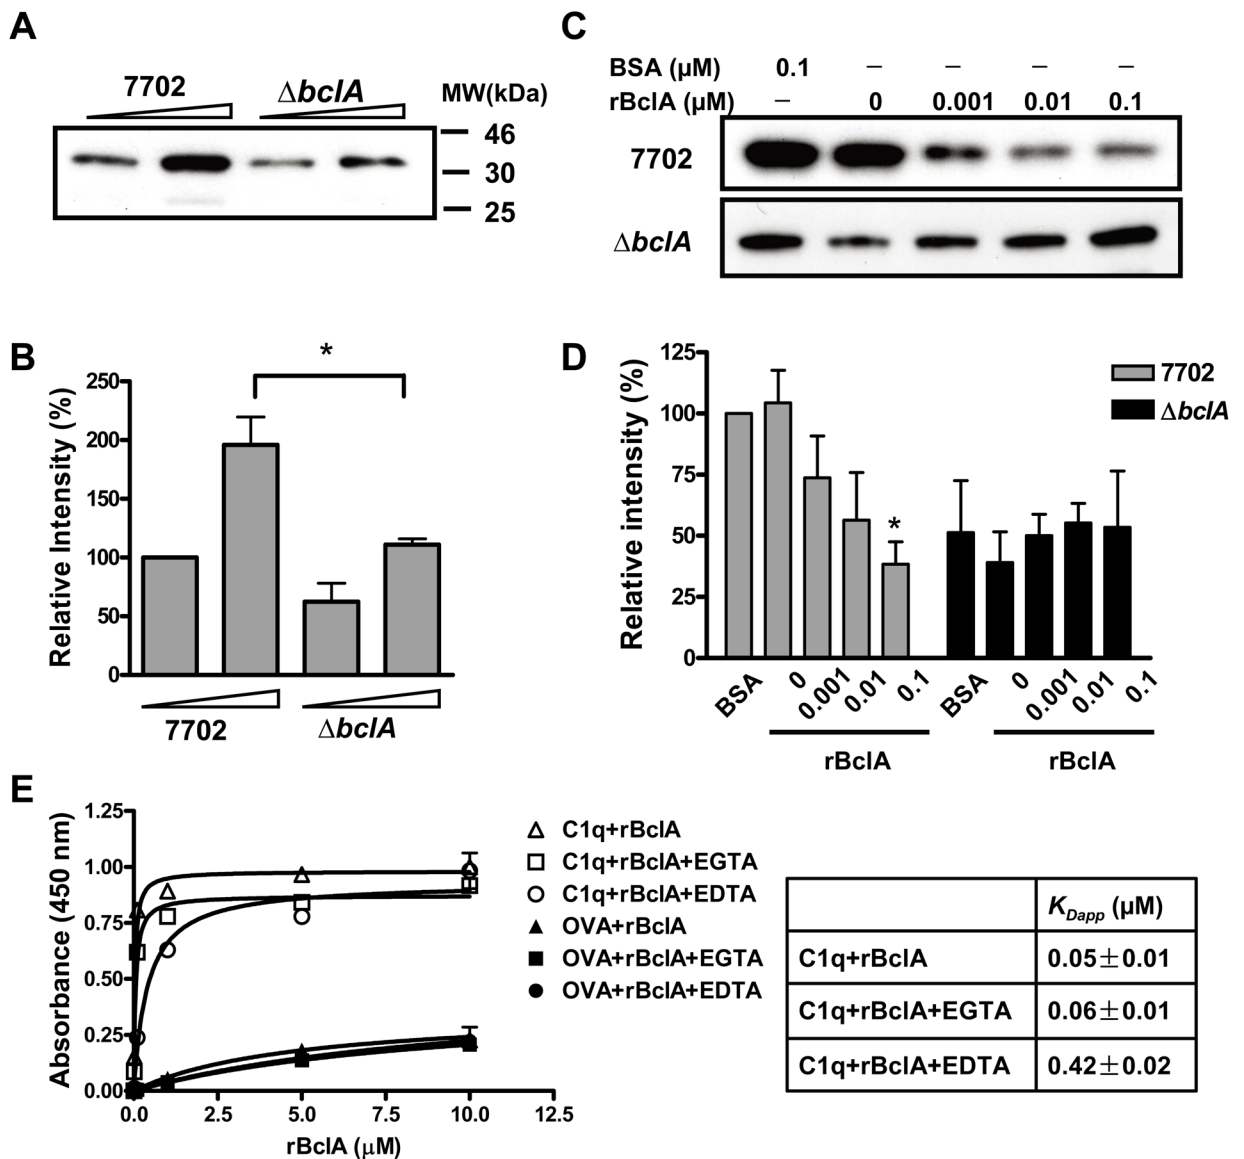 A
7702 ΔbclA MW(kDa)
46
30
25
C
BSA (µM) 0.1 – – – –
rBclA (µM) – 0 0.001 0.01 0.1
7702
ΔbclA
B
Relative Intensity (%)
250
200
150
100
50
0
*
7702 ΔbclA
D
Relative intensity (%)
125
100
75
50
25
0
*
7702
ΔbclA
BSA 0 0.001 0.01 0.1 BSA 0 0.001 0.01 0.1
rBclA rBclA
E
Absorbance (450 nm)
1.25
1.00
0.75
0.50
0.25
0.00
0.0 2.5 5.0 7.5 10.0 12.5
rBclA (µM)
C1q+rBclA
C1q+rBclA+EGTA
C1q+rBclA+EDTA
OVA+rBclA
OVA+rBclA+EGTA
OVA+rBclA+EDTA
KDapp (µM)
C1q+rBclA 0.05±0.01
C1q+rBclA+EGTA 0.06±0.01
C1q+rBclA+EDTA 0.42±0.02